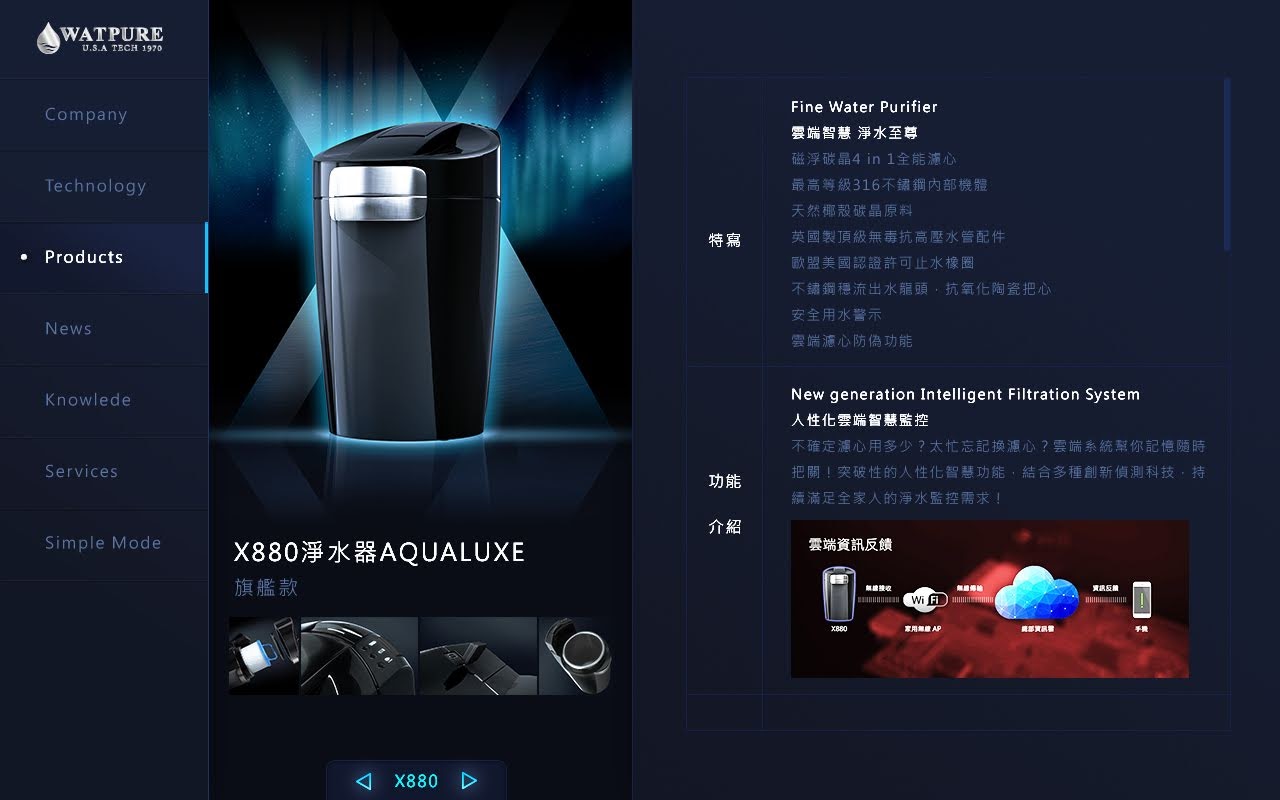 WATPURE
U.S.A TECH 1970
Company
Technology
Products
News
Knowlede
Services
Simple Mode
X880淨水器AQUALUXE
旗艦款
X880
特寫
Fine Water Purifier
雲端智慧 淨水至尊
磁浮碳晶4 in 1全能濾心
最高等級316不鏽鋼內部機體
天然椰殼碳晶原料
英國製頂級無毒抗高壓水管配件
歐盟美國認證許可止水橡圈
不鏽鋼穩流出水龍頭．抗氧化陶瓷把心
安全用水警示
雲端濾心防偽功能
功能
介紹
New generation Intelligent Filtration System
人性化雲端智慧監控
不確定濾心用多少？太忙忘記換濾心？雲端系統幫你記憶隨時
把關！突破性的人性化智慧功能．結合多種創新偵測科技．持
續滿足全家人的淨水監控需求！
雲端資訊反饋
無線接收
無線傳輸
資訊反饋
WiFi
X880
家用無線 AP
手機